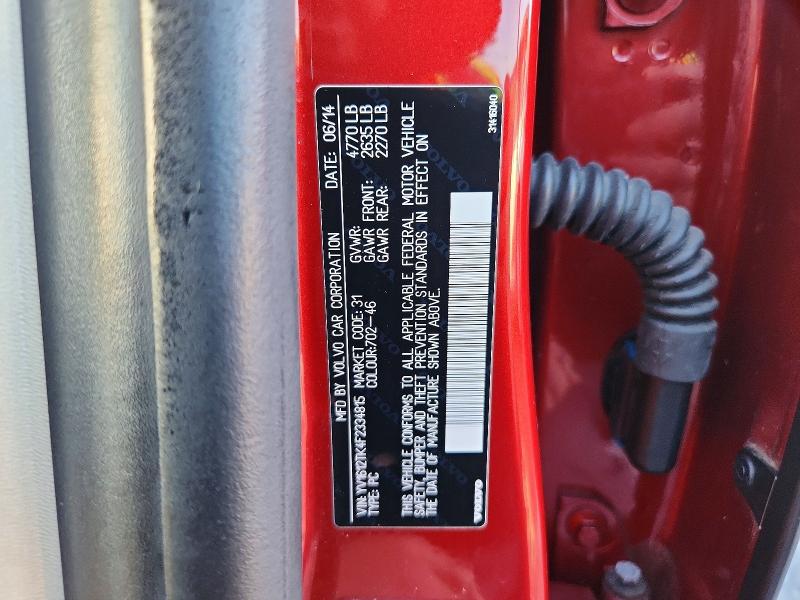 MFD BY VOLVO CAR CORPORATION DATE: 06/14
VIN: YV1612TK4F2334815 MARKET CODE: 31 GVWR: 4770 LB
TYPE: PC COLOUR:702-46 GAWR FRONT: 2635 LB
GAWR REAR: 2270 LB
THIS VEHICLE CONFORMS TO ALL APPLICABLE FEDERAL MOTOR VEHICLE
SAFETY, BUMPER AND THEFT PREVENTION STANDARDS IN EFFECT ON
THE DATE OF MANUFACTURE SHOWN ABOVE.
VOLVO
31416040